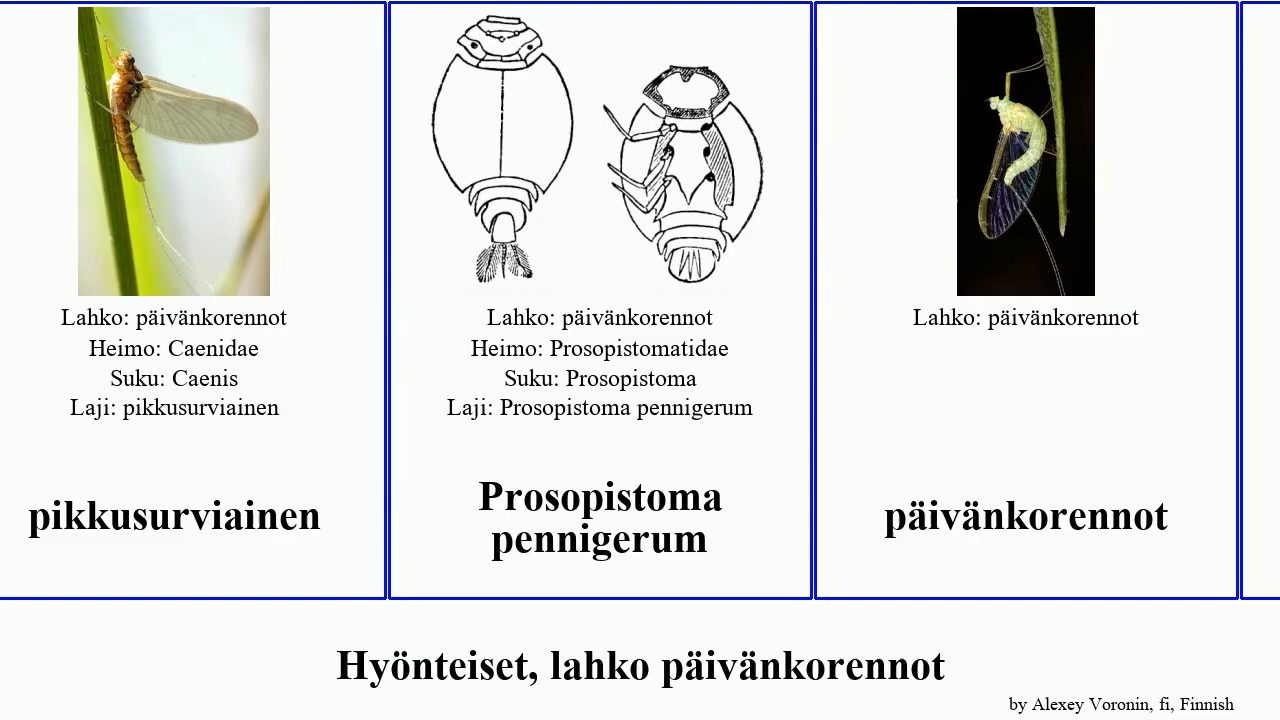 Lahko: päivänkorennot
Heimo: Caenidae
Suku: Caenis
Laji: pikkusurviainen
pikkusurviainen
Lahko: päivänkorennot
Heimo: Prosopistomatidae
Suku: Prosopistoma
Laji: Prosopistoma pennigerum
Prosopistoma
pennigerum
Lahko: päivänkorennot
päivänkorennot
Hyönteiset, lahko päivänkorennot
by Alexey Voronin, fi, Finnish